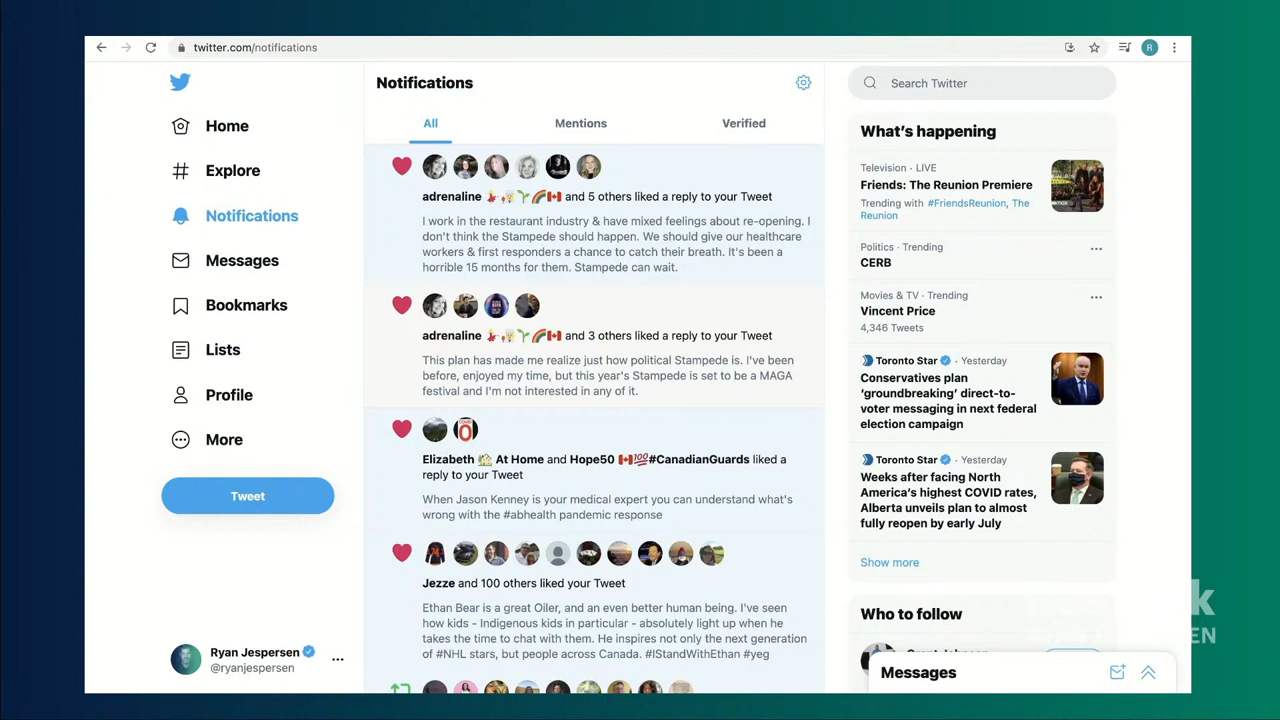 twitter.com/notifications
R
Home
Explore
Notifications
Messages
Bookmarks
Lists
Profile
More
Tweet
Ryan Jespersen
@ryanjespersen
Notifications
All
Mentions
Verified
adrenaline and 5 others liked a reply to your Tweet
I work in the restaurant industry & have mixed feelings about re-opening. I
don't think the Stampede should happen. We should give our healthcare
workers & first responders a chance to catch their breath. It's been a
horrible 15 months for them. Stampede can wait.
adrenaline and 3 others liked a reply to your Tweet
This plan has made me realize just how political Stampede is. I've been
before, enjoyed my time, but this year's Stampede is set to be a MAGA
festival and I'm not interested in any of it.
Elizabeth 🏡 At Home and Hope50 🇨🇦💯#CanadianGuards liked a
reply to your Tweet
When Jason Kenney is your medical expert you can understand what's
wrong with the #abhealth pandemic response
Jezze and 100 others liked your Tweet
Ethan Bear is a great Oiler, and an even better human being. I've seen
how kids - Indigenous kids in particular - absolutely light up when he
takes the time to chat with them. He inspires not only the next generation
of #NHL stars, but people across Canada. #IStandWithEthan #yeg
Search Twitter
What's happening
Television · LIVE
Friends: The Reunion Premiere
Trending with #FriendsReunion, The
Reunion
Politics · Trending
CERB
Movies & TV · Trending
Vincent Price
4,346 Tweets
Toronto Star · Yesterday
Conservatives plan
‘groundbreaking’ direct-to-
voter messaging in next federal
election campaign
Toronto Star · Yesterday
Weeks after facing North
America's highest COVID rates,
Alberta unveils plan to almost
fully reopen by early July
Show more
Who to follow
Messages